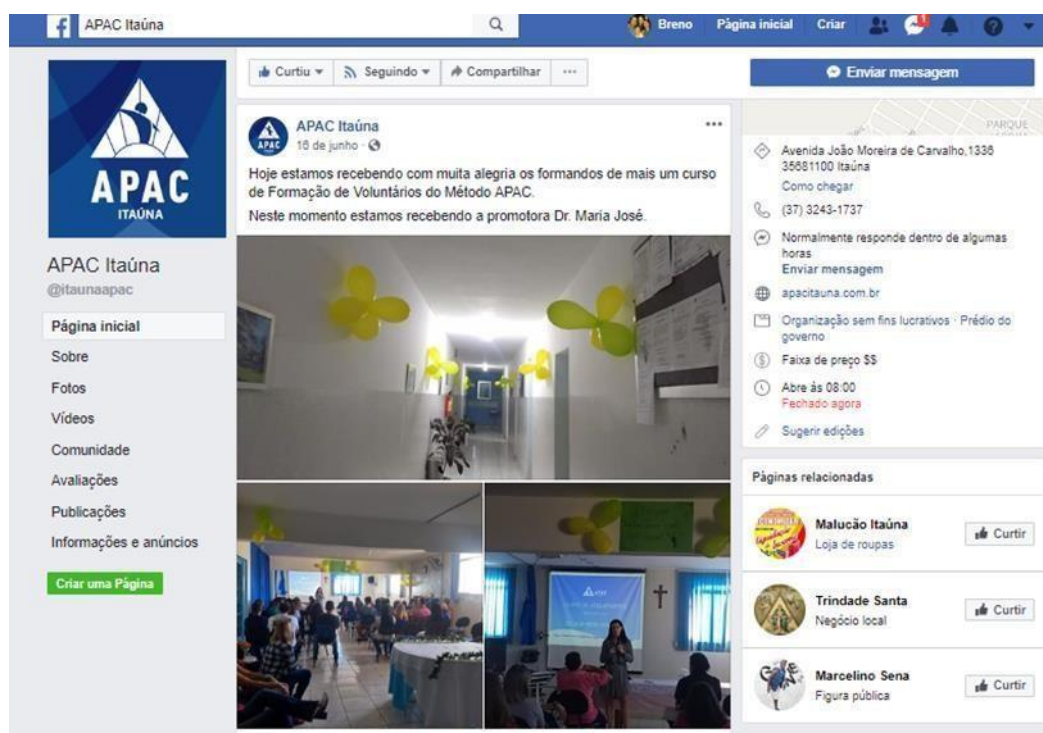 APAC Itaúna
Breno
Página inicial
Criar
1
APAC
ITAÚNA
APAC Itaúna
@itaunaapac
Página inicial
Sobre
Fotos
Vídeos
Comunidade
Avaliações
Publicações
Informações e anúncios
Criar uma Página
Curtiu
Seguindo
Compartilhar
APAC
APAC Itaúna
16 de junho ·
Hoje estamos recebendo com muita alegria os formandos de mais um curso
de Formação de Voluntários do Método APAC.
Neste momento estamos recebendo a promotora Dr. Maria José.
Enviar mensagem
PARQUE
Avenida João Moreira de Carvalho,1336
35681100 Itaúna
Como chegar
(37) 3243-1737
Normalmente responde dentro de algumas
horas
Enviar mensagem
apacitauna.com.br
Organização sem fins lucrativos · Prédio do
governo
Faixa de preço $$
Abre às 08:00
Fechado agora
Sugerir edições
Páginas relacionadas
Malucão Itaúna
Loja de roupas
Curtir
Trindade Santa
Negócio local
Curtir
Marcelino Sena
Figura pública
Curtir